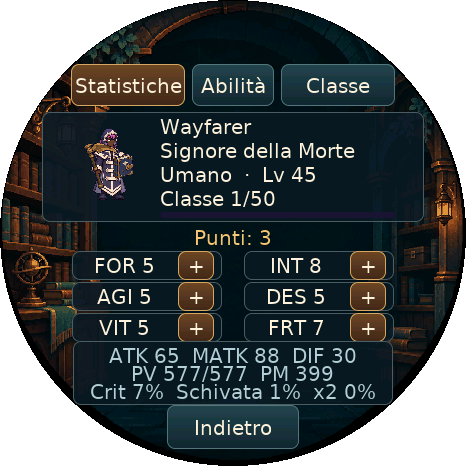 Statistiche Abilità Classe
Wayfarer
Signore della Morte
Umano · Lv 45
Classe 1/50
Punti: 3
FOR 5 + INT 8 +
AGI 5 + DES 5 +
VIT 5 + FRT 7 +
ATK 65 MATK 88 DIF 30
PV 577/577 PM 399
Crit 7% Schivata 1% x2 0%
Indietro